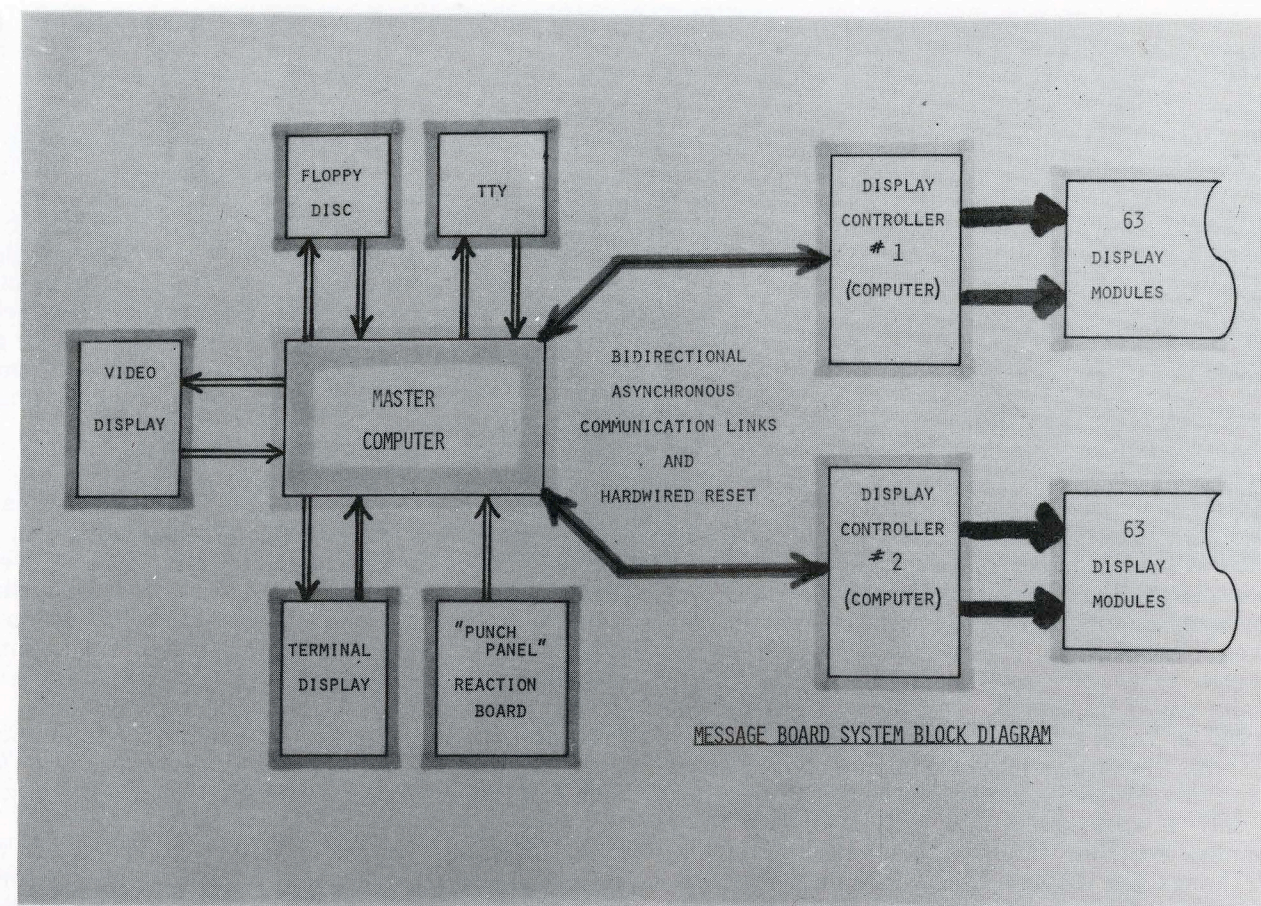 FLOPPY
DISC
TTY
VIDEO
DISPLAY
MASTER
COMPUTER
TERMINAL
DISPLAY
"PUNCH
PANEL"
REACTION
BOARD
BIDIRECTIONAL
ASYNCHRONOUS
COMMUNICATION LINKS
AND
HARDWIRED RESET
DISPLAY
CONTROLLER
# 1
(COMPUTER)
63
DISPLAY
MODULES
DISPLAY
CONTROLLER
# 2
(COMPUTER)
63
DISPLAY
MODULES
MESSAGE BOARD SYSTEM BLOCK DIAGRAM